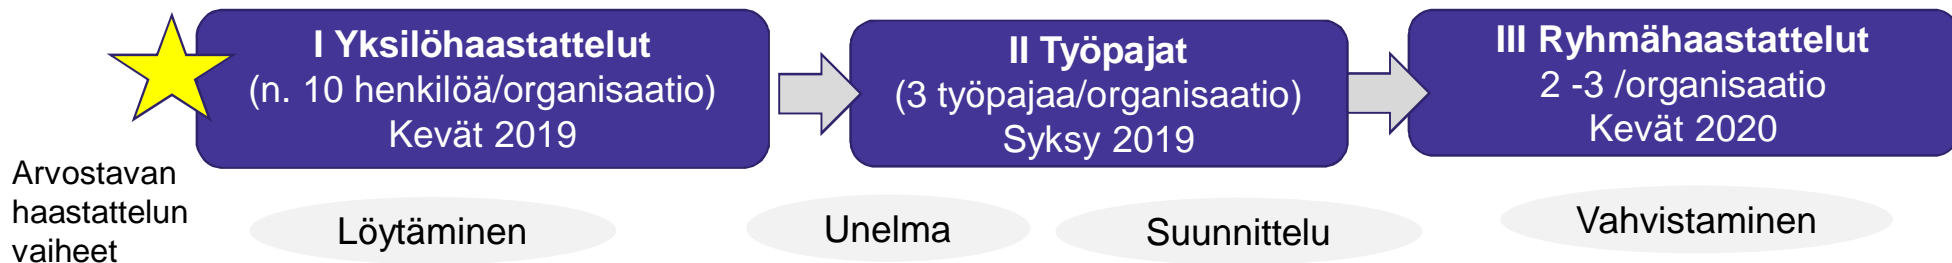 I Yksilöhaastattelut
(n. 10 henkilöä/organisaatio)
Kevät 2019
II Työpajat
(3 työpajaa/organisaatio)
Syksy 2019
III Ryhmähaastattelut
2 -3 /organisaatio
Kevät 2020
Arvostavan
haastattelun
vaiheet
Löytäminen
Unelma
Suunnittelu
Vahvistaminen